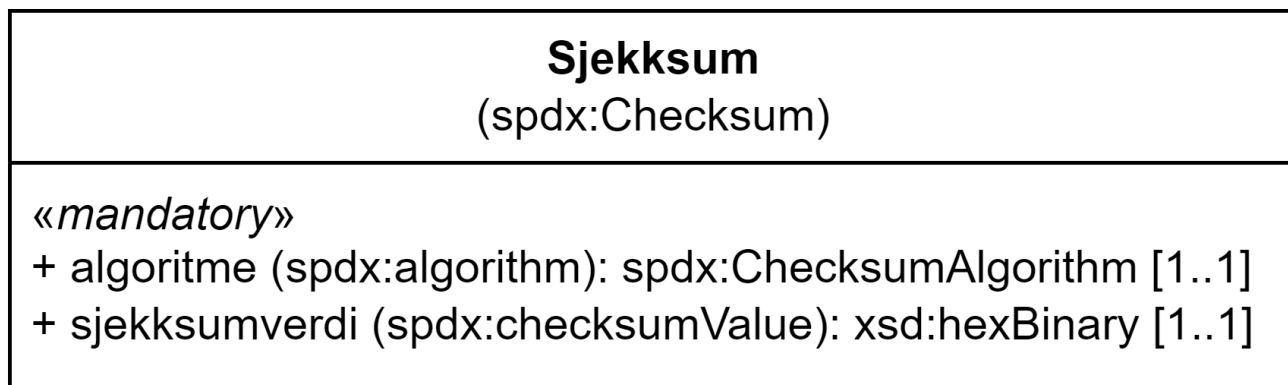 Sjekksum
(spdx:Checksum)
«mandatory»
+ algoritme (spdx:algorithm): spdx:ChecksumAlgorithm [1..1]
+ sjekksumverdi (spdx:checksumValue): xsd:hexBinary [1..1]